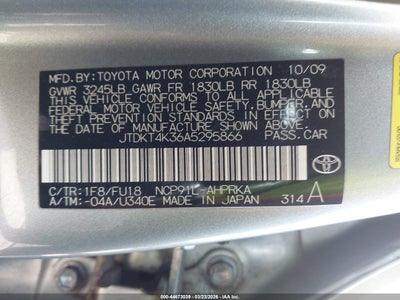 MFD.BY:TOYOTA MOTOR CORPORATION 10/09
GVWR 3245LB GAWR FR 1830LB RR 1830LB
THIS VEHICLE CONFORMS TO ALL APPLICABLE
FEDERAL MOTOR VEHICLE SAFETY, BUMPER, AND
THEFT PREVENTION STANDARDS IN EFFECT ON THE
DATE OF MANUFACTURE SHOWN ABOVE.
JTDKT4K36A5295866 PASS.CAR
TOYOTA
C/TR:1F8/FU18 NCP91L-AHPRKA
A/TM:-04A/U340E MADE IN JAPAN 314A
000-44673039 - 03/23/2026 -